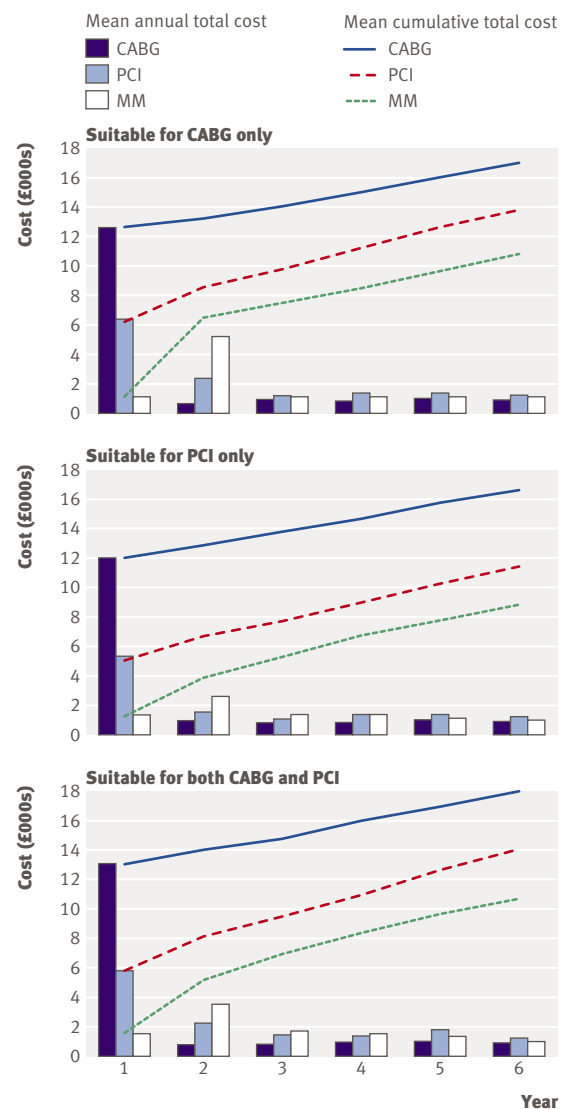 Mean annual total cost
CABG
PCI
MM
Mean cumulative total cost
CABG
PCI
MM
Suitable for CABG only
Cost (£000s)
18
16
14
12
10
8
6
4
2
0
Suitable for PCI only
Cost (£000s)
18
16
14
12
10
8
6
4
2
0
Suitable for both CABG and PCI
Cost (£000s)
18
16
14
12
10
8
6
4
2
0
1 2 3 4 5 6
Year